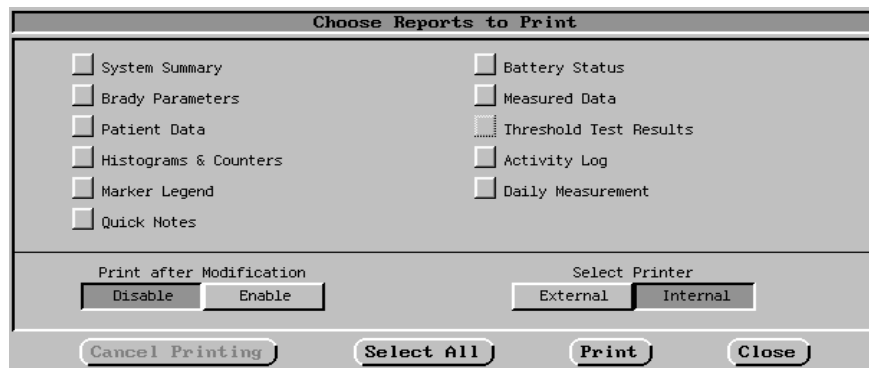 Choose Reports to Print
System Summary
Brady Parameters
Patient Data
Histograms & Counters
Marker Legend
Quick Notes
Battery Status
Measured Data
Threshold Test Results
Activity Log
Daily Measurement
Print after Modification
Disable Enable
Select Printer
External Internal
Cancel Printing Select All Print Close